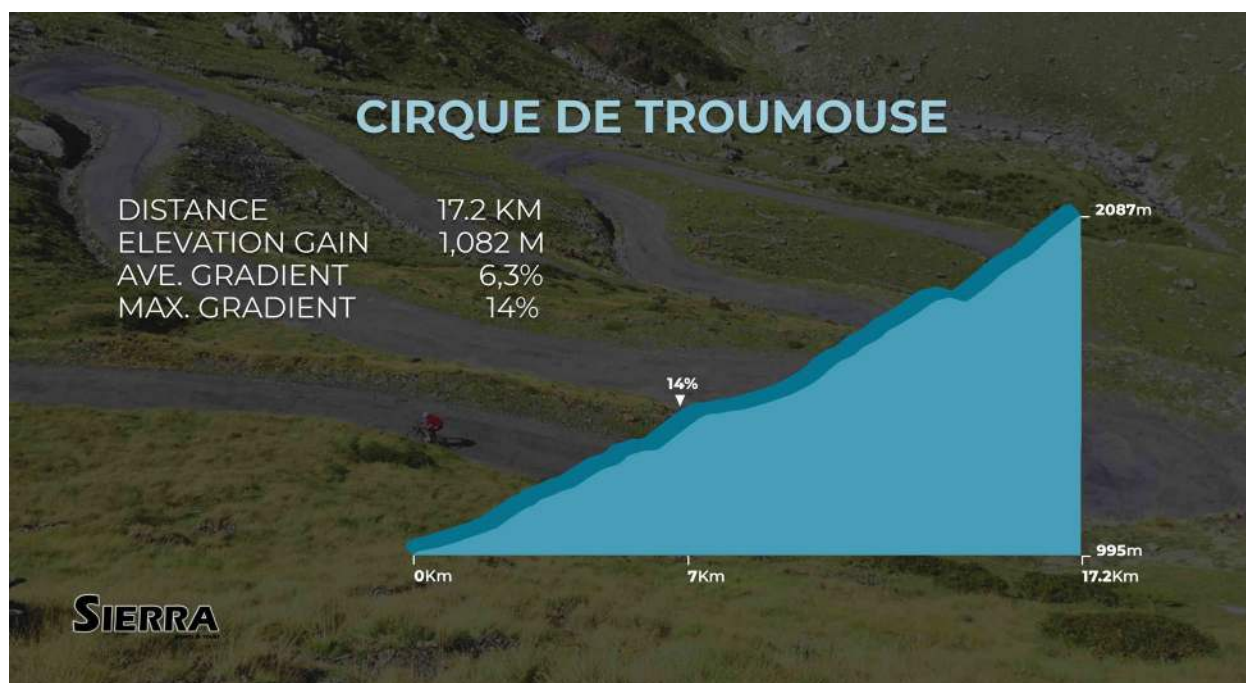 CIRQUE DE TROUMOUSE
DISTANCE 17.2 KM
ELEVATION GAIN 1,082 M
AVE. GRADIENT 6,3%
MAX. GRADIENT 14%
2087m
14%
995m
0Km 7Km 17.2Km
SIERRA